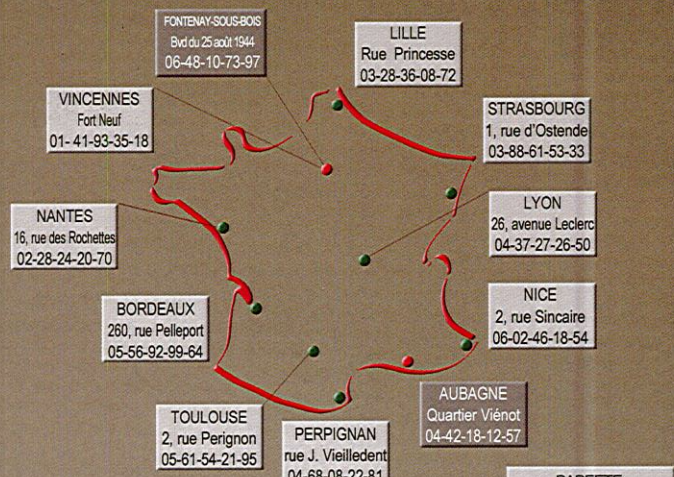 FONTENAY-SOUS-BOIS
Bvd du 25 août 1944
06-48-10-73-97
LILLE
Rue Princesse
03-28-36-08-72
VINCENNES
Fort Neuf
01- 41-93-35-18
STRASBOURG
1, rue d'Ostende
03-88-61-53-33
NANTES
16, rue des Rochettes
02-28-24-20-70
LYON
26, avenue Leclerc
04-37-27-26-50
BORDEAUX
260, rue Pelleport
05-56-92-99-64
NICE
2, rue Sincaire
06-02-46-18-54
TOULOUSE
2, rue Perignon
05-61-54-21-95
PERPIGNAN
rue J. Vieilledent
04-68-08-22-81
AUBAGNE
Quartier Viénot
04-42-18-12-57